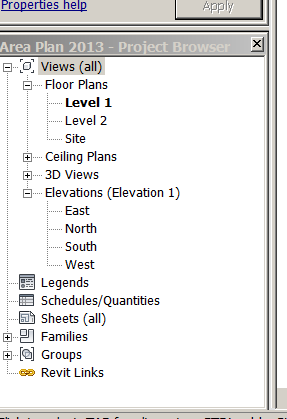 Properties help
Apply
Area Plan 2013 - Project Browser
Views (all)
Floor Plans
Level 1
Level 2
Site
Ceiling Plans
3D Views
Elevations (Elevation 1)
East
North
South
West
Legends
Schedules/Quantities
Sheets (all)
Families
Groups
Revit Links